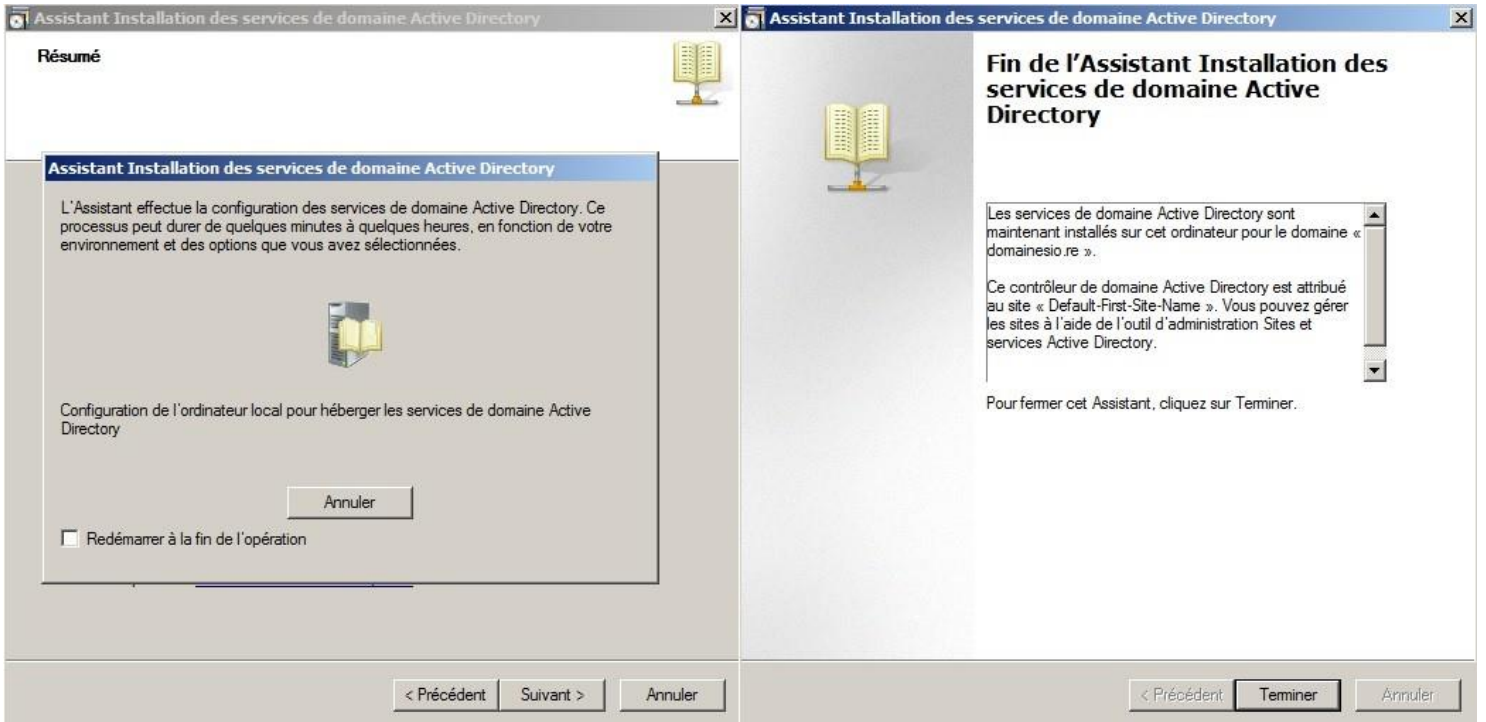 Assistant Installation des services de domaine Active Directory
Résumé
Assistant Installation des services de domaine Active Directory
L'Assistant effectue la configuration des services de domaine Active Directory. Ce
processus peut durer de quelques minutes à quelques heures, en fonction de votre
environnement et des options que vous avez sélectionnées.
Configuration de l'ordinateur local pour héberger les services de domaine Active
Directory
Annuler
Redémarrer à la fin de l'opération
< Précédent
Suivant >
Annuler
Assistant Installation des services de domaine Active Directory
Fin de l'Assistant Installation des
services de domaine Active
Directory
Les services de domaine Active Directory sont
maintenant installés sur cet ordinateur pour le domaine «
domainesio.re ».
Ce contrôleur de domaine Active Directory est attribué
au site « Default-First-Site-Name ». Vous pouvez gérer
les sites à l'aide de l'outil d'administration Sites et
services Active Directory.
Pour fermer cet Assistant, cliquez sur Terminer.
< Précédent
Terminer
Annuler